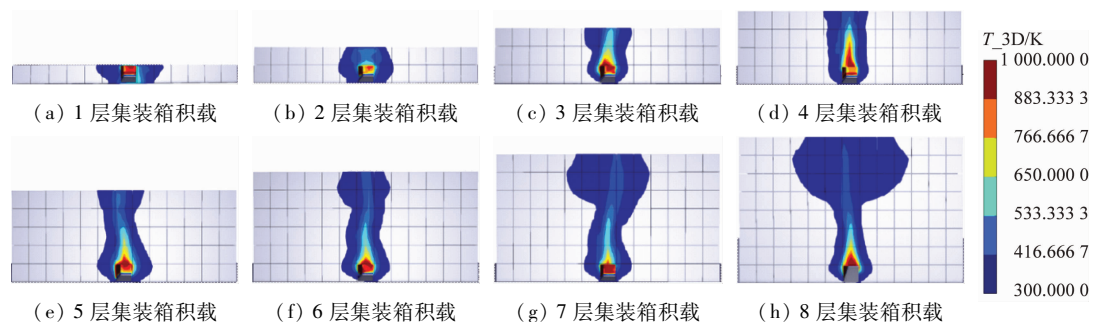 T_3D/K
1 000.000 0
883.333 3
766.666 7
650.000 0
533.333 3
416.666 7
300.000 0
(a) 1 层集装箱积载
(b) 2 层集装箱积载
(c) 3 层集装箱积载
(d) 4 层集装箱积载
(e) 5 层集装箱积载
(f) 6 层集装箱积载
(g) 7 层集装箱积载
(h) 8 层集装箱积载